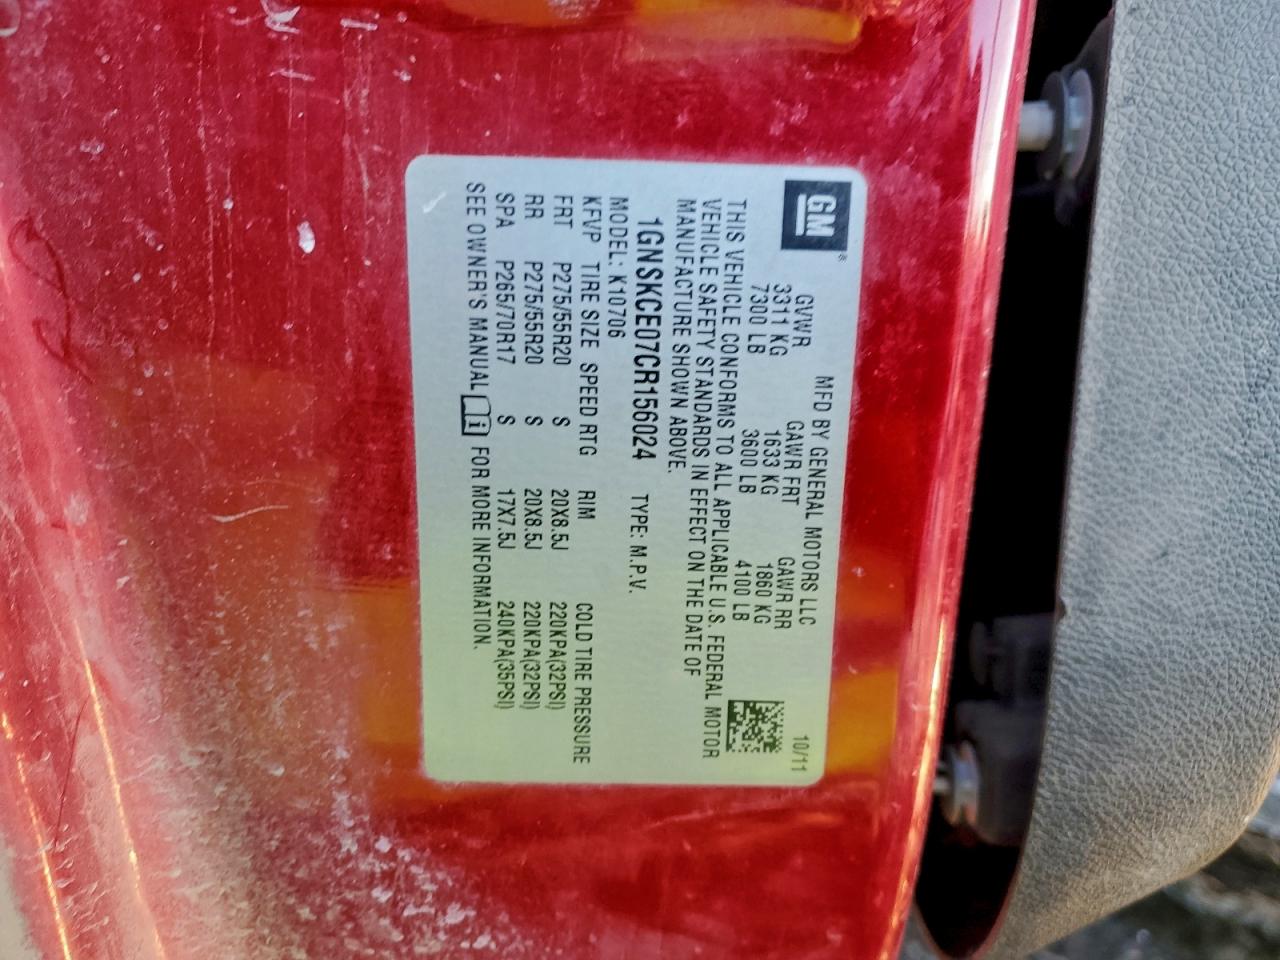 GM®
MFD BY GENERAL MOTORS LLC 10/11
GVWR GAWR FRT GAWR RR
3311 KG 1633 KG 1860 KG
7300 LB 3600 LB 4100 LB
THIS VEHICLE CONFORMS TO ALL APPLICABLE U.S. FEDERAL MOTOR
VEHICLE SAFETY STANDARDS IN EFFECT ON THE DATE OF
MANUFACTURE SHOWN ABOVE.
1GNSKCE07CR156024 TYPE: M.P.V.
MODEL: K10706
KFVP TIRE SIZE SPEED RTG RIM COLD TIRE PRESSURE
FRT P275/55R20 S 20X8.5J 220KPA(32PSI)
RR P275/55R20 S 20X8.5J 220KPA(32PSI)
SPA P265/70R17 S 17X7.5J 240KPA(35PSI)
SEE OWNER'S MANUAL i FOR MORE INFORMATION.